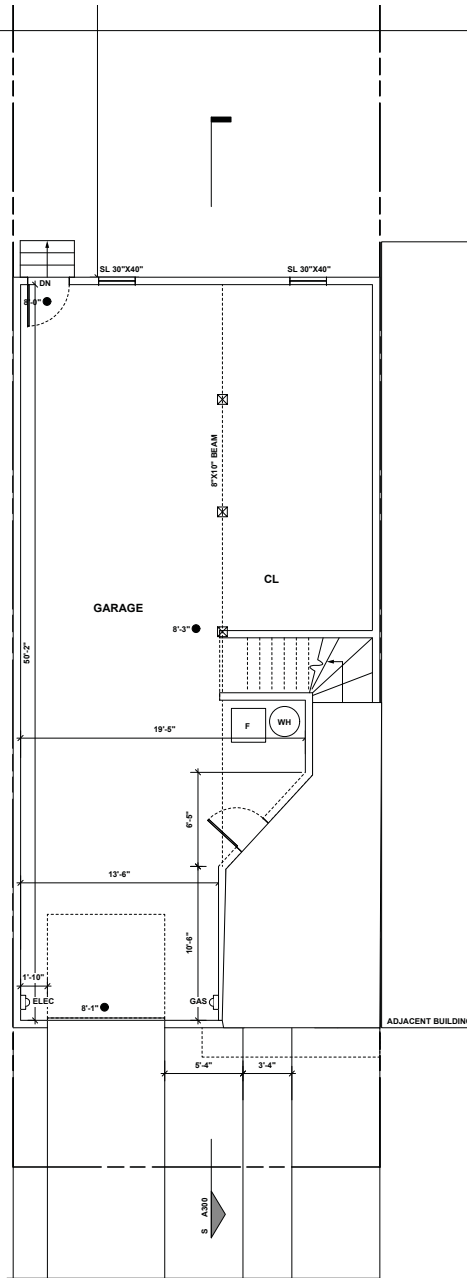 SL 30"X40"
SL 30"X40"
DN
8'-0"
8"X10" BEAM
CL
GARAGE
8'-3"
50'-2"
F
WH
19'-5"
6'-5"
13'-6"
10'-6"
1'-10"
ELEC
GAS
8'-1"
ADJACENT BUILDING
5'-4"
3'-4"
S
A300